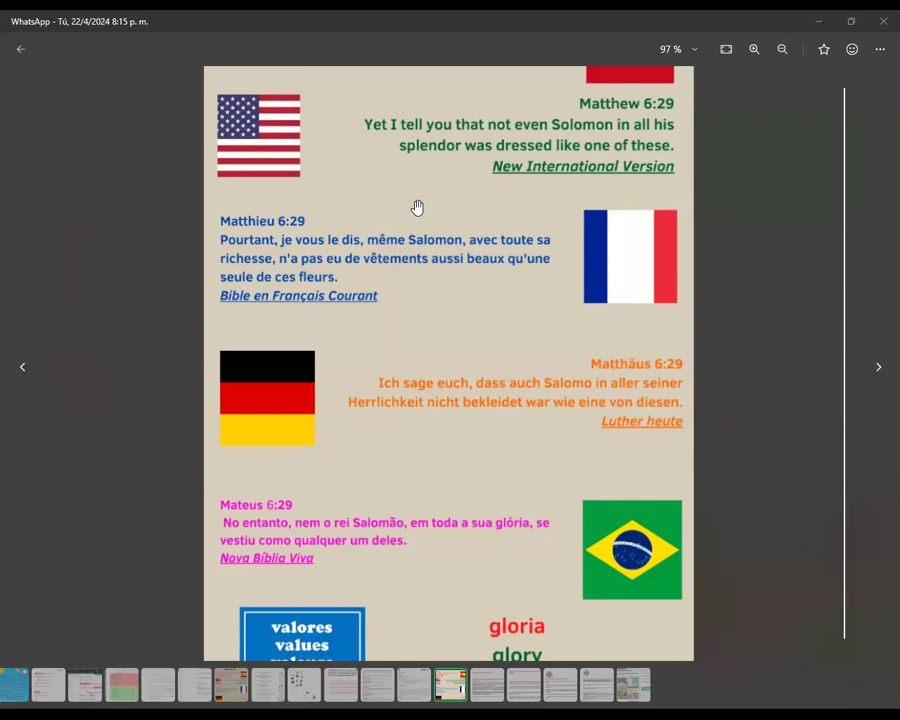 WhatsApp - Tú, 22/4/2024 8:15 p. m.
97 %
Matthew 6:29
Yet I tell you that not even Solomon in all his
splendor was dressed like one of these.
New International Version
Matthieu 6:29
Pourtant, je vous le dis, même Salomon, avec toute sa
richesse, n'a pas eu de vêtements aussi beaux qu'une
seule de ces fleurs.
Bible en Français Courant
Matthäus 6:29
Ich sage euch, dass auch Salomo in aller seiner
Herrlichkeit nicht bekleidet war wie eine von diesen.
Luther heute
Mateus 6:29
No entanto, nem o rei Salomão, em toda a sua glória, se
vestiu como qualquer um deles.
Nova Bíblia Viva
valores
values
gloria
glory